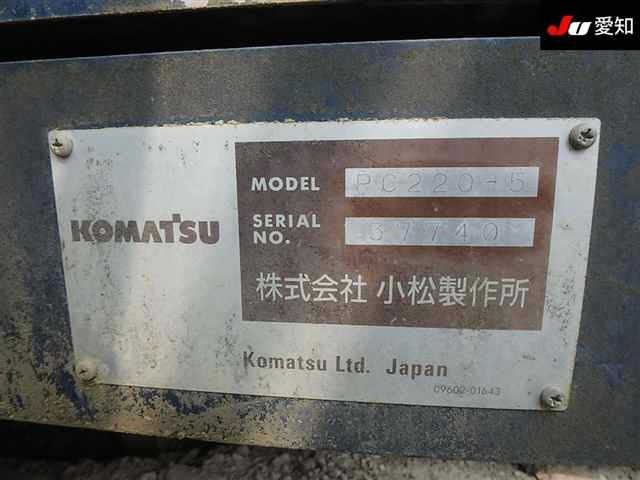 Ju 愛知
KOMATSU
MODEL PC220-5
SERIAL NO. 37740
株式会社 小松製作所
Komatsu Ltd. Japan
09602-01643